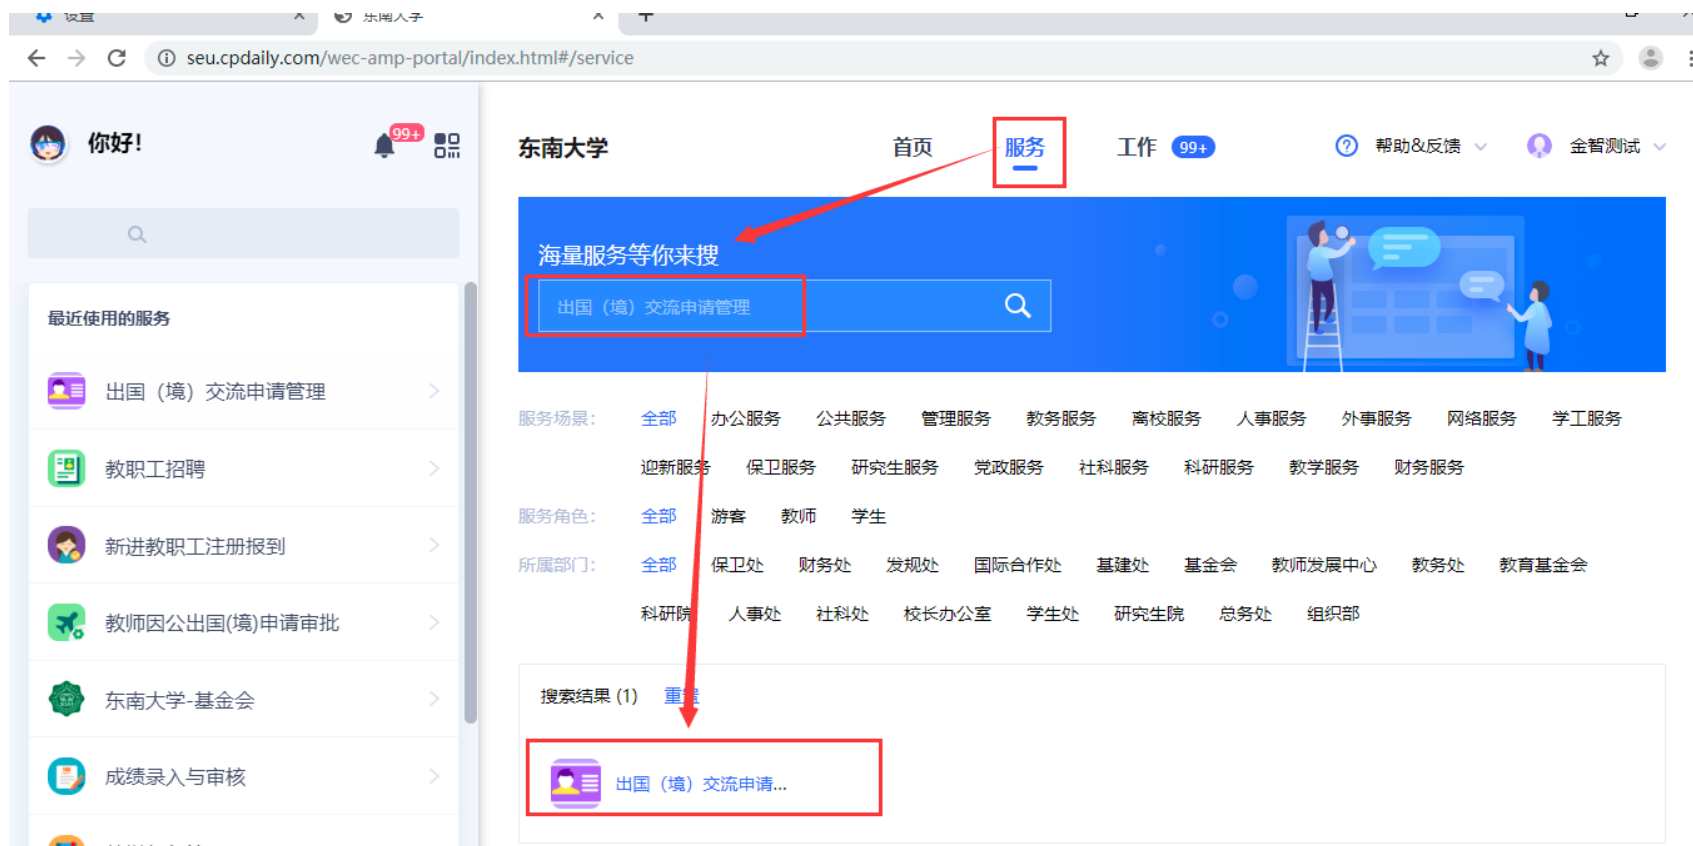 设置
东南大学
seu.cpdaily.com/wec-amp-portal/index.html#/service
你好!
99+
东南大学
首页
服务
工作 99+
帮助&反馈
金智测试
海量服务等你来搜
出国（境）交流申请管理
最近使用的服务
出国（境）交流申请管理
教职工招聘
新进教职工注册报到
教师因公出国(境)申请审批
东南大学-基金会
成绩录入与审核
服务场景: 全部 办公服务 公共服务 管理服务 教务服务 离校服务 人事服务 外事服务 网络服务 学工服务
迎新服务 保卫服务 研究生服务 党政服务 社科服务 科研服务 教学服务 财务服务
服务角色: 全部 游客 教师 学生
所属部门: 全部 保卫处 财务处 发规处 国际合作处 基建处 基金会 教师发展中心 教务处 教育基金会
科研院 人事处 社科处 校长办公室 学生处 研究生院 总务处 组织部
搜索结果 (1) 重置
出国（境）交流申请...